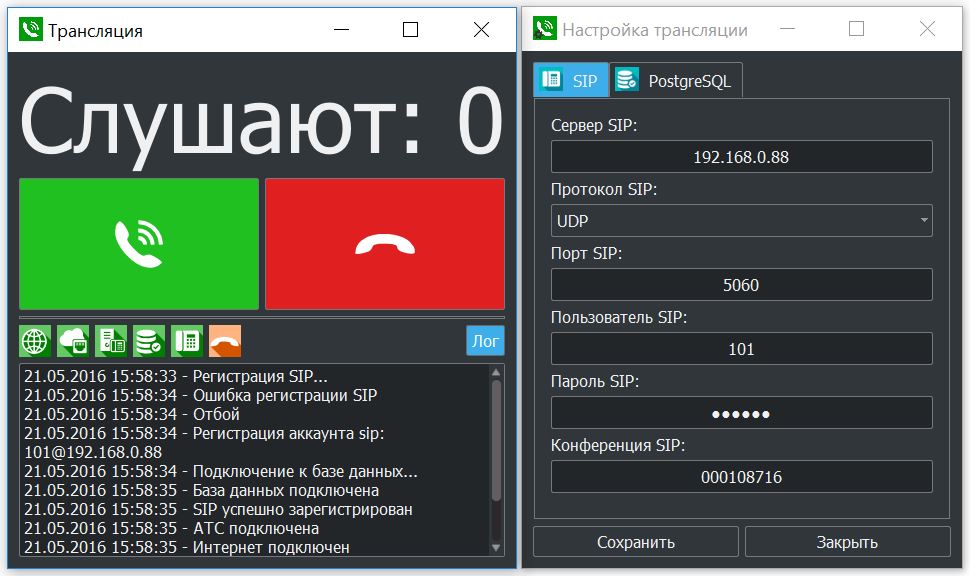 Трансляция
Слушают: 0
Лог
21.05.2016 15:58:33 - Регистрация SIP...
21.05.2016 15:58:34 - Ошибка регистрации SIP
21.05.2016 15:58:34 - Отбой
21.05.2016 15:58:34 - Регистрация аккаунта sip:
101@192.168.0.88
21.05.2016 15:58:34 - Подключение к базе данных...
21.05.2016 15:58:35 - База данных подключена
21.05.2016 15:58:35 - SIP успешно зарегистрирован
21.05.2016 15:58:35 - АТС подключена
21.05.2016 15:58:35 - Интернет подключен
Настройка трансляции
SIP
PostgreSQL
Сервер SIP:
192.168.0.88
Протокол SIP:
UDP
Порт SIP:
5060
Пользователь SIP:
101
Пароль SIP:
●●●●●●
Конференция SIP:
000108716
Сохранить
Закрыть